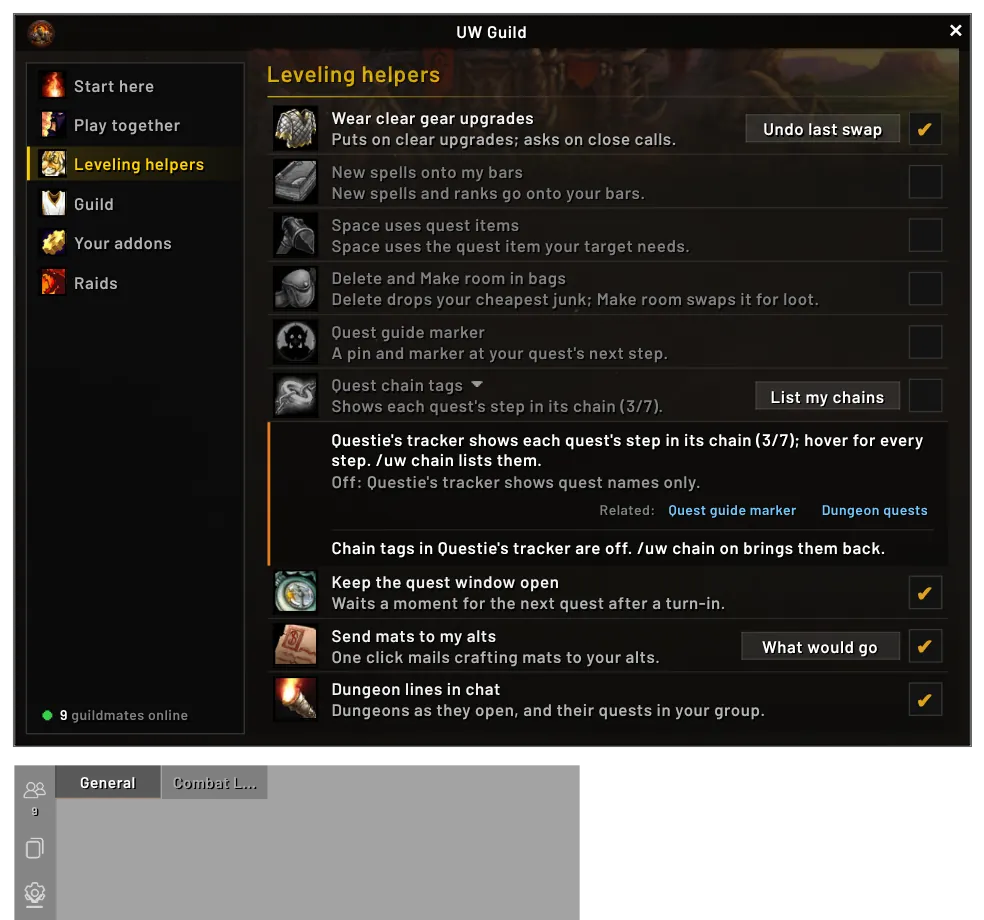 UW Guild
Start here
Play together
Leveling helpers
Guild
Your addons
Raids
9 guildmates online
Leveling helpers
Wear clear gear upgrades
Puts on clear upgrades; asks on close calls.
Undo last swap
New spells onto my bars
New spells and ranks go onto your bars.
Space uses quest items
Space uses the quest item your target needs.
Delete and Make room in bags
Delete drops your cheapest junk; Make room swaps it for loot.
Quest guide marker
A pin and marker at your quest's next step.
Quest chain tags
Shows each quest's step in its chain (3/7).
List my chains
Questie's tracker shows each quest's step in its chain (3/7); hover for every
step. /uw chain lists them.
Off: Questie's tracker shows quest names only.
Related: Quest guide marker Dungeon quests
Chain tags in Questie's tracker are off. /uw chain on brings them back.
Keep the quest window open
Waits a moment for the next quest after a turn-in.
Send mats to my alts
One click mails crafting mats to your alts.
What would go
Dungeon lines in chat
Dungeons as they open, and their quests in your group.
9
General
Combat L...